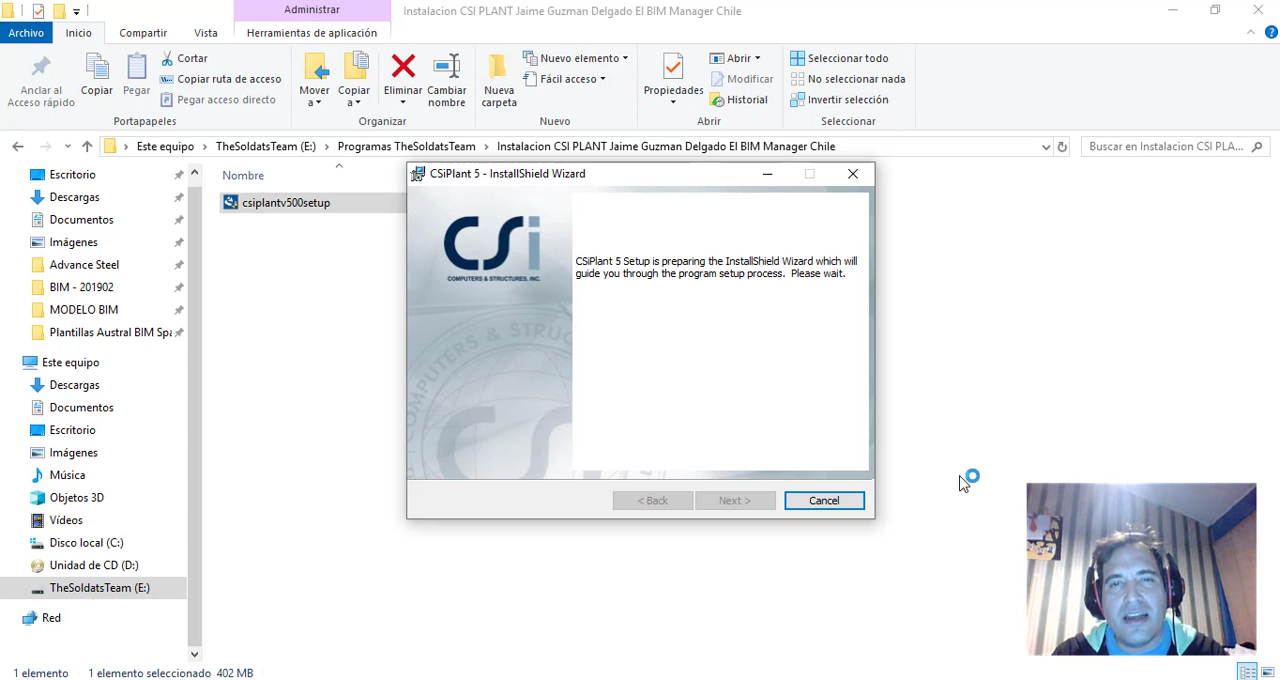 Administrar
Instalacion CSI PLANT Jaime Guzman Delgado El BIM Manager Chile
Archivo
Inicio
Compartir
Vista
Herramientas de aplicación
Anclar al Acceso rápido
Copiar
Pegar
Cortar
Copiar ruta de acceso
Pegar acceso directo
Portapapeles
Mover a
Copiar a
Eliminar
Cambiar nombre
Organizar
Nueva carpeta
Nuevo elemento
Fácil acceso
Nuevo
Propiedades
Abrir
Modificar
Historial
Abrir
Seleccionar todo
No seleccionar nada
Invertir selección
Seleccionar
Este equipo
TheSoldatsTeam (E:)
Programas TheSoldatsTeam
Instalacion CSI PLANT Jaime Guzman Delgado El BIM Manager Chile
Buscar en Instalacion CSI PLA...
Escritorio
Descargas
Documentos
Imágenes
Advance Steel
BIM - 201902
MODELO BIM
Plantillas Austral BIM Spa
Este equipo
Descargas
Documentos
Escritorio
Imágenes
Música
Objetos 3D
Vídeos
Disco local (C:)
Unidad de CD (D:)
TheSoldatsTeam (E:)
Red
Nombre
csiplantv500setup
CSiPlant 5 - InstallShield Wizard
CSi
COMPUTERS & STRUCTURES, INC.
CSiPlant 5 Setup is preparing the InstallShield Wizard which will
guide you through the program setup process. Please wait.
< Back
Next >
Cancel
1 elemento
1 elemento seleccionado 402 MB